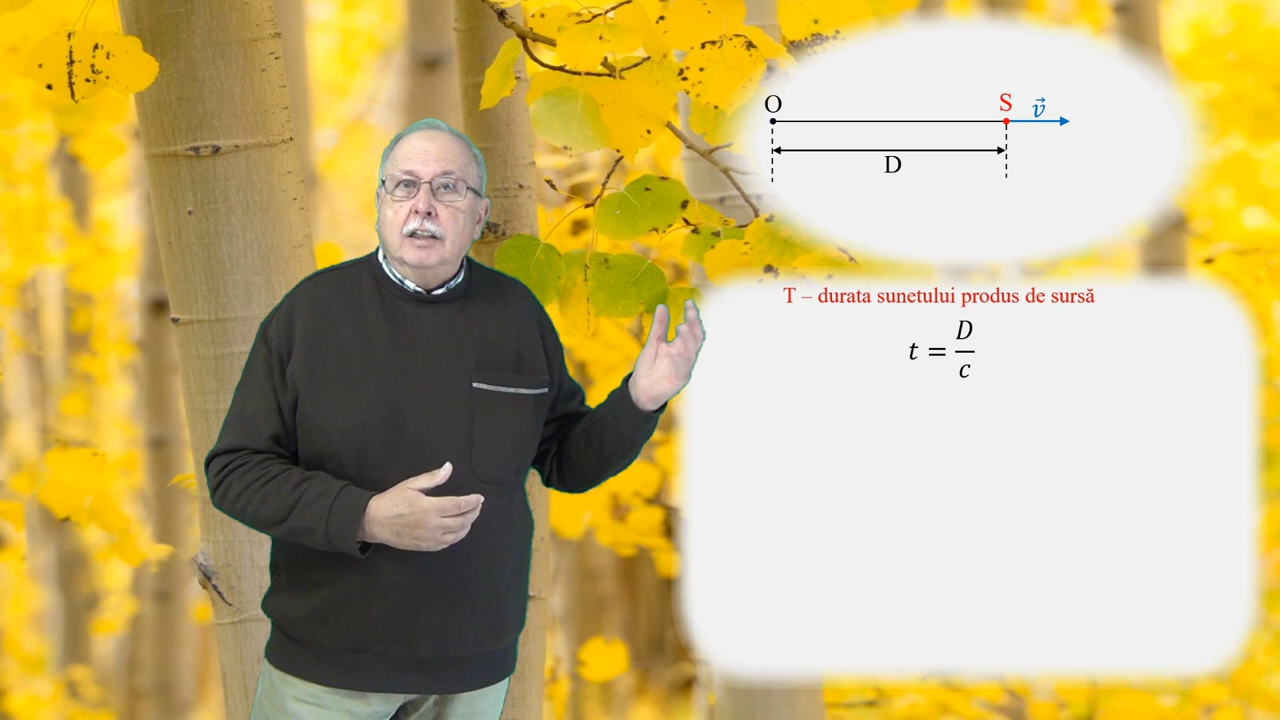 O S v⃗
D
T – durata sunetului produs de sursă
t = D/c